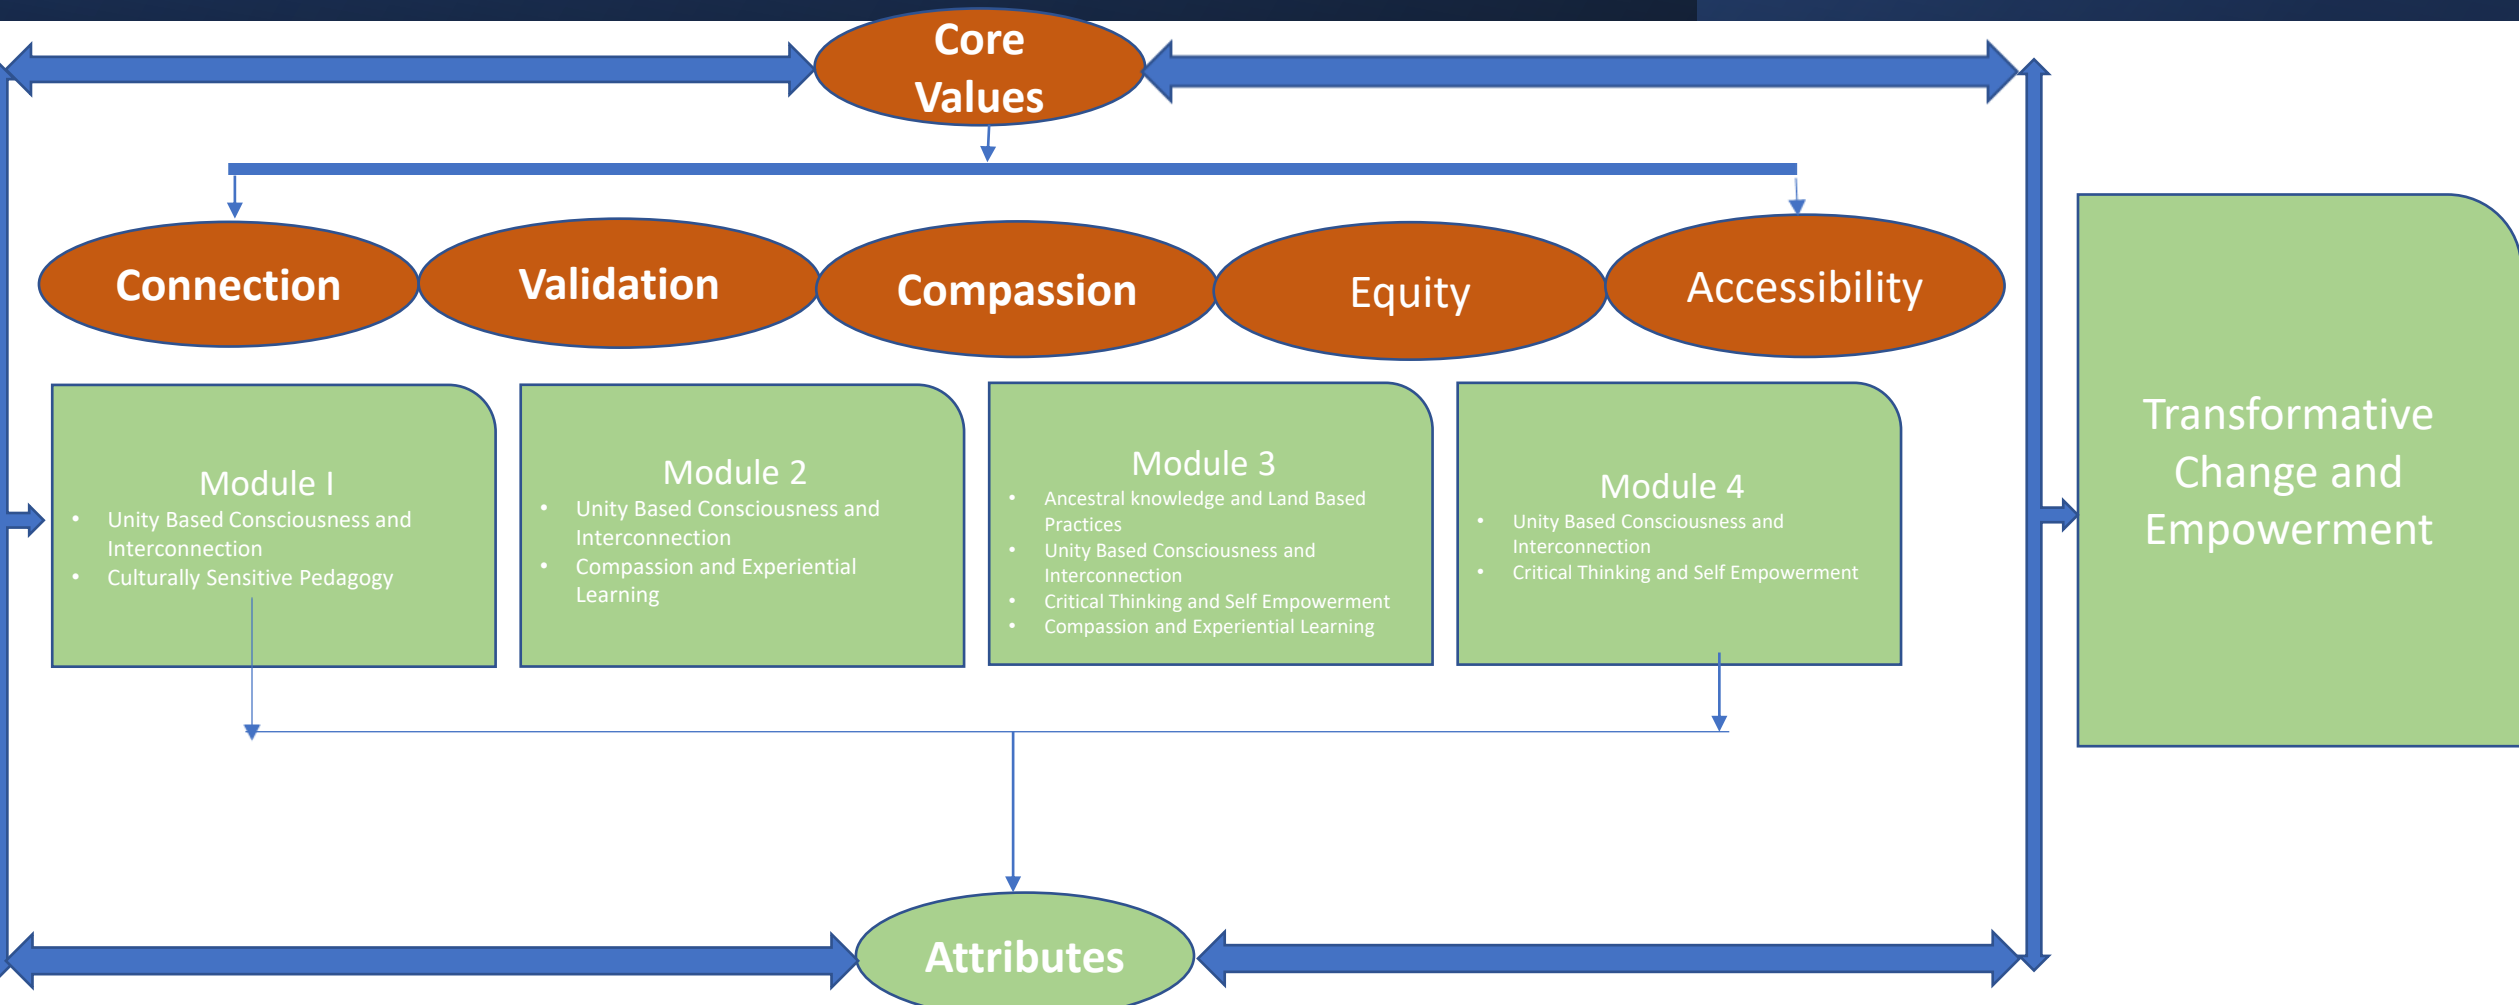 Core
Values
Connection
Validation
Compassion
Equity
Accessibility
Module I
• Unity Based Consciousness and
Interconnection
• Culturally Sensitive Pedagogy
Module 2
• Unity Based Consciousness and
Interconnection
• Compassion and Experiential
Learning
Module 3
• Ancestral knowledge and Land Based
Practices
• Unity Based Consciousness and
Interconnection
• Critical Thinking and Self Empowerment
• Compassion and Experiential Learning
Module 4
• Unity Based Consciousness and
Interconnection
• Critical Thinking and Self Empowerment
Transformative
Change and
Empowerment
Attributes